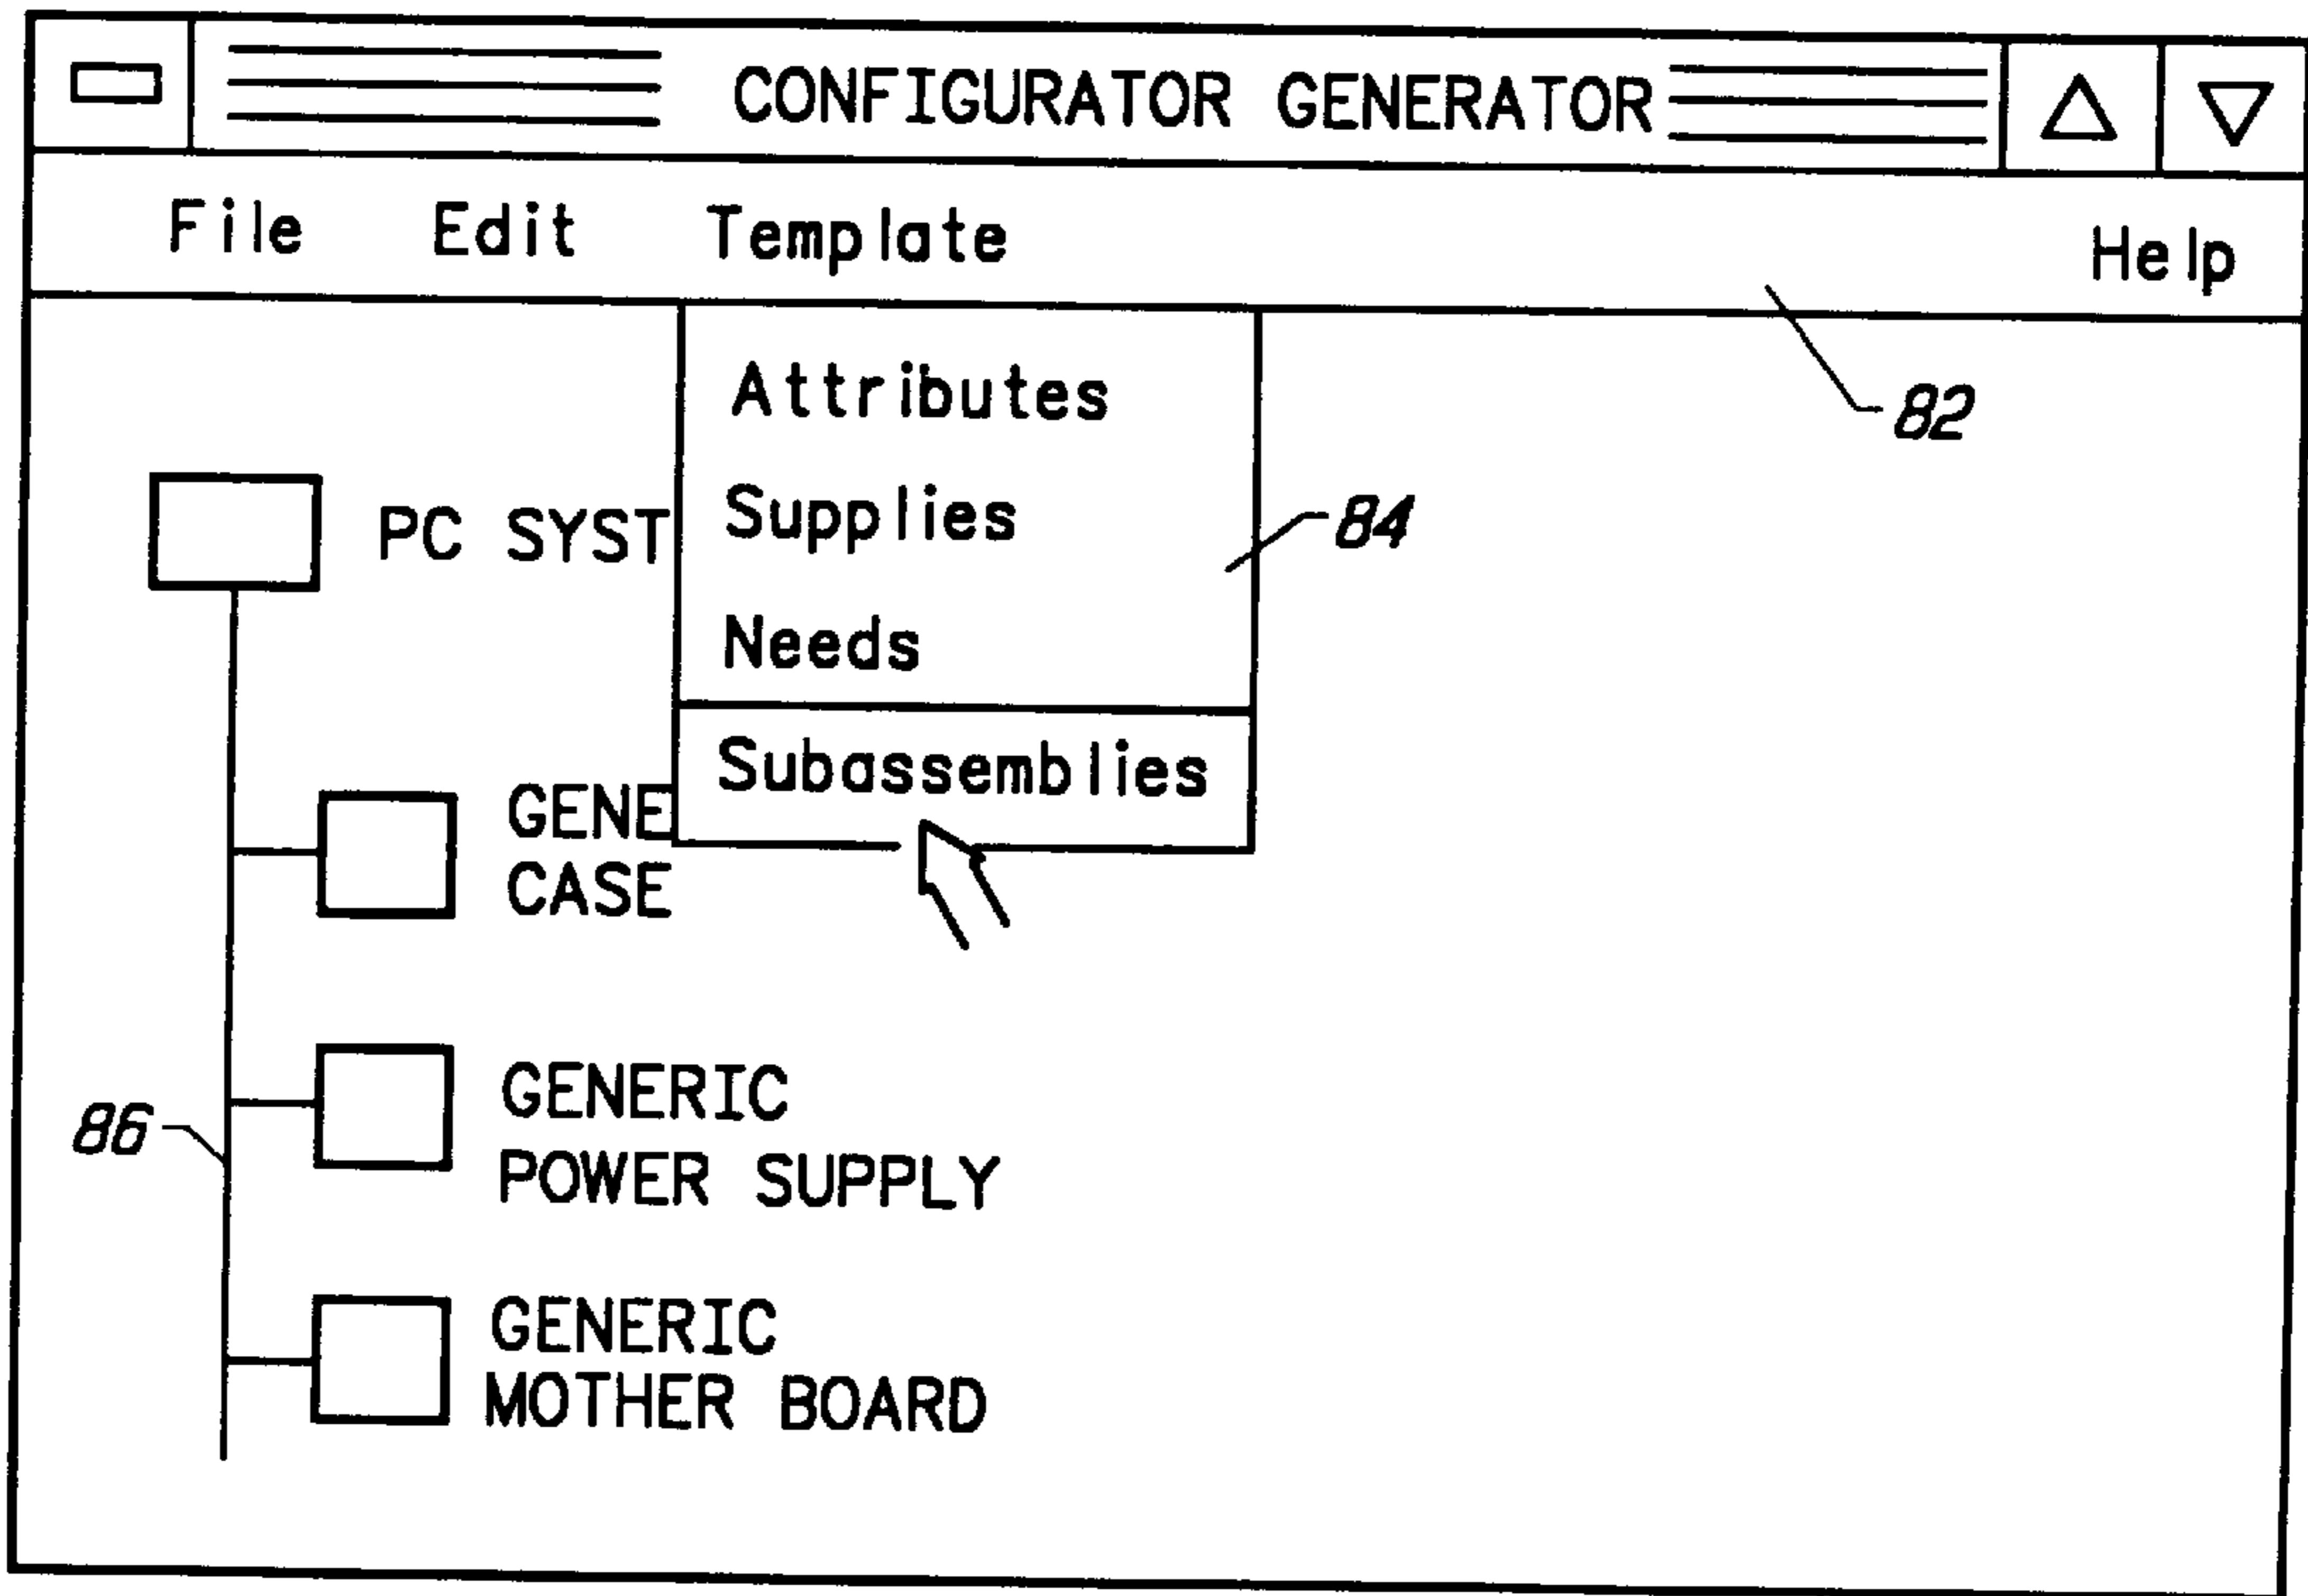 CONFIGURATOR GENERATOR
File Edit Template Help
Attributes
82
Supplies
84
PC SYST
Needs
Subassemblies
GENE
CASE
GENERIC
POWER SUPPLY
86
GENERIC
MOTHER BOARD